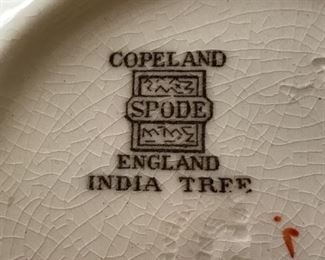 COPELAND
SPODE
ENGLAND
INDIA TREE